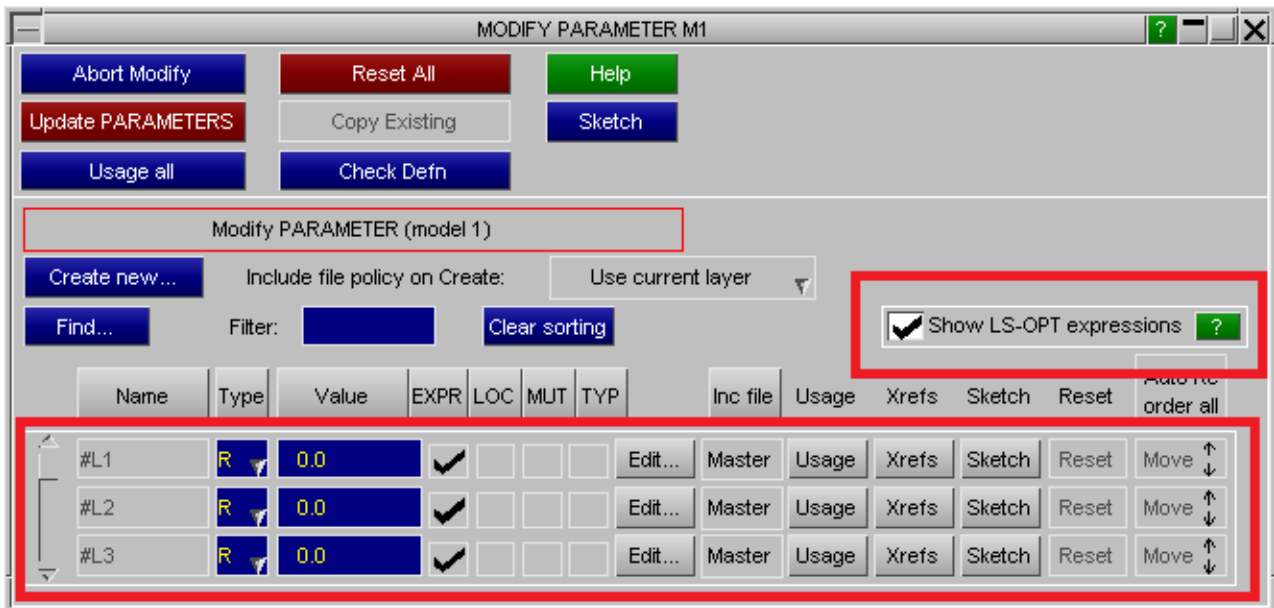 MODIFY PARAMETER M1 ?
Abort Modify Reset All Help
Update PARAMETERS Copy Existing Sketch
Usage all Check Defn
Modify PARAMETER (model 1)
Create new... Include file policy on Create: Use current layer
Find... Filter: Clear sorting Show LS-OPT expressions ?
Name Type Value EXPR LOC MUT TYP Inc file Usage Xrefs Sketch Reset
order all
#L1 R 0.0 Edit... Master Usage Xrefs Sketch Reset Move
#L2 R 0.0 Edit... Master Usage Xrefs Sketch Reset Move
#L3 R 0.0 Edit... Master Usage Xrefs Sketch Reset Move